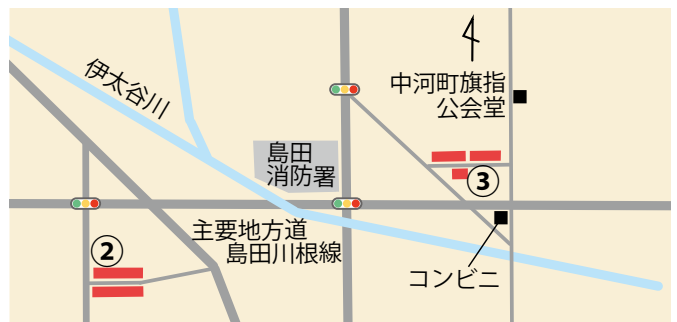 伊太谷川
中河町旗指
公会堂
島田
消防署
③
主要地方道
島田川根線
②
コンビニ